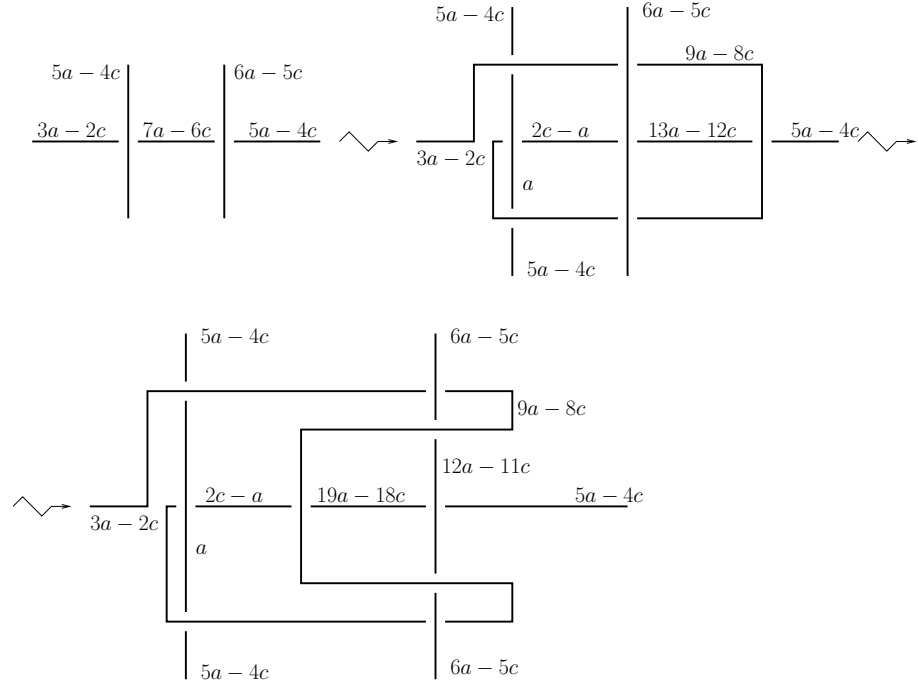 5a − 4c
6a − 5c
3a − 2c
7a − 6c
5a − 4c
5a − 4c
6a − 5c
9a − 8c
2c − a
13a − 12c
5a − 4c
3a − 2c
a
5a − 4c
5a − 4c
6a − 5c
9a − 8c
12a − 11c
2c − a
19a − 18c
5a − 4c
3a − 2c
a
5a − 4c
6a − 5c